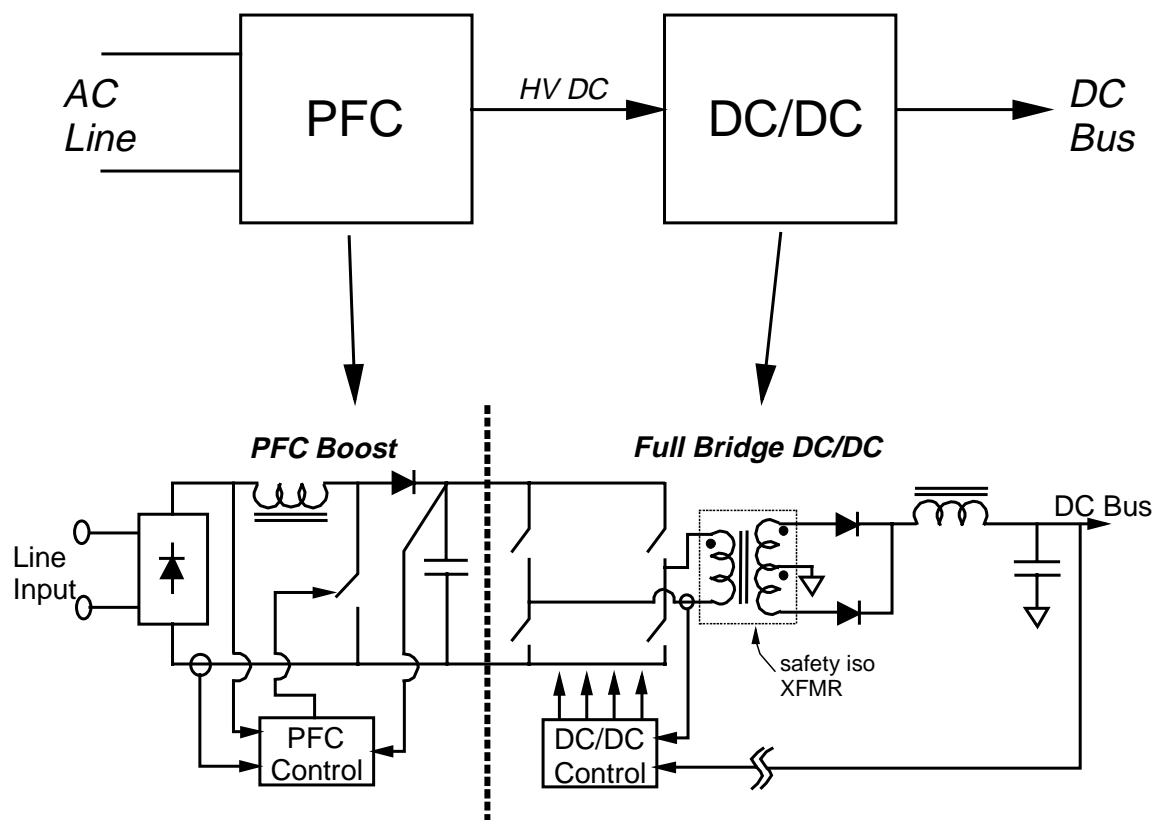 AC
Line
PFC
HV DC
DC/DC
DC
Bus
PFC Boost
Full Bridge DC/DC
Line
Input
DC Bus
safety iso
XFMR
PFC
Control
DC/DC
Control